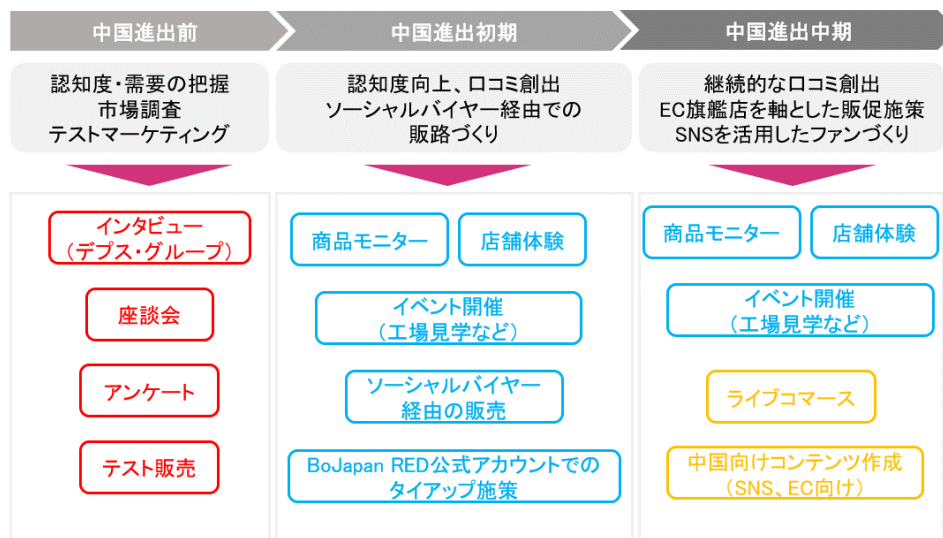 中国進出前
中国進出初期
中国進出中期
認知度・需要の把握
市場調査
テストマーケティング
認知度向上、口コミ創出
ソーシャルバイヤー経由での
販路づくり
継続的な口コミ創出
EC旗艦店を軸とした販促施策
SNSを活用したファンづくり
インタビュー
（デプス・グループ）
座談会
アンケート
テスト販売
商品モニター
店舗体験
イベント開催
（工場見学など）
ソーシャルバイヤー
経由の販売
BoJapan RED公式アカウントでの
タイアップ施策
商品モニター
店舗体験
イベント開催
（工場見学など）
ライブコマース
中国向けコンテンツ作成
（SNS、EC向け）